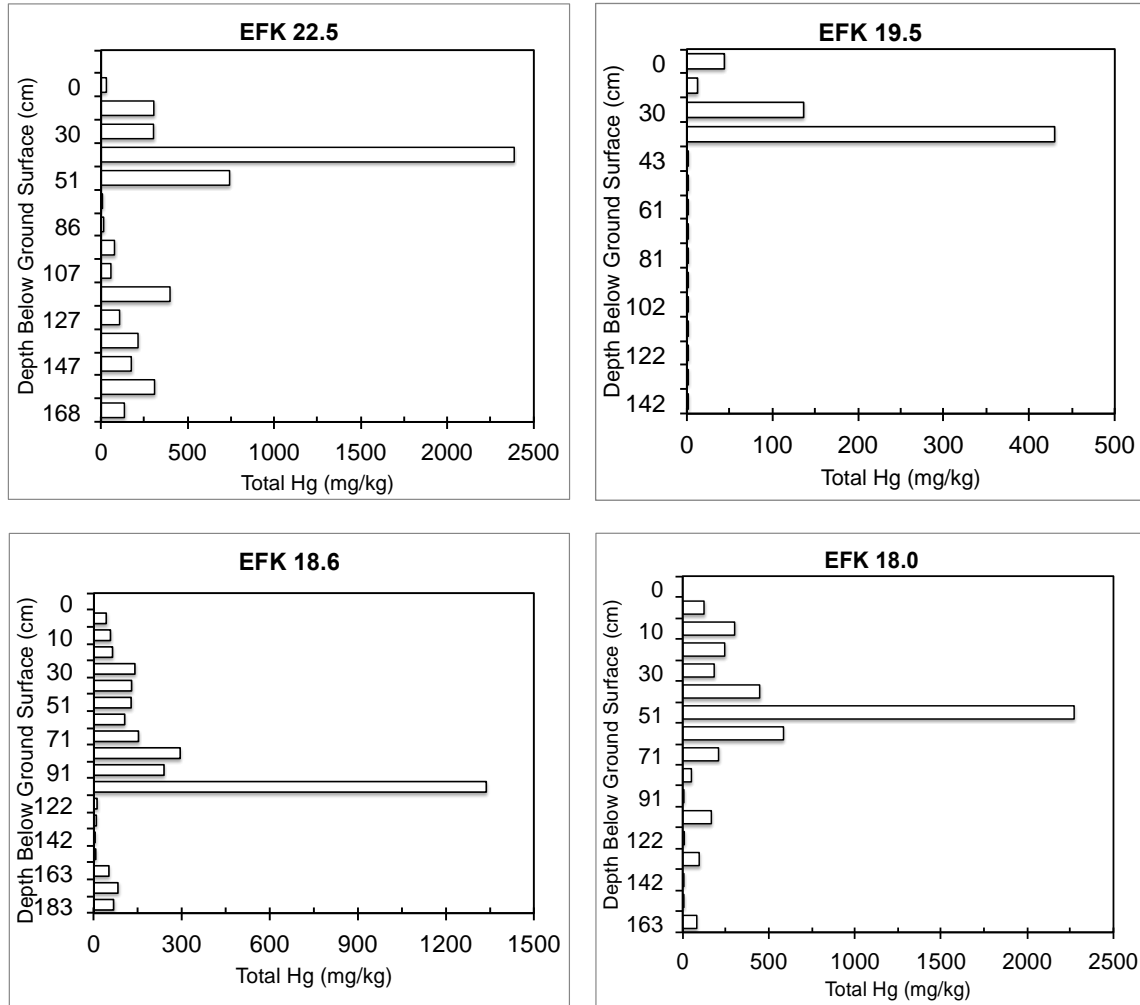 EFK 22.5
Depth Below Ground Surface (cm)
0
30
51
86
107
127
147
168
0 500 1000 1500 2000 2500
Total Hg (mg/kg)
EFK 19.5
Depth Below Ground Surface (cm)
0
30
43
61
81
102
122
142
0 100 200 300 400 500
Total Hg (mg/kg)
EFK 18.6
Depth Below Ground Surface (cm)
0
10
30
51
71
91
122
142
163
183
0 300 600 900 1200 1500
Total Hg (mg/kg)
EFK 18.0
Depth Below Ground Surface (cm)
0
10
30
51
71
91
122
142
163
0 500 1000 1500 2000 2500
Total Hg (mg/kg)